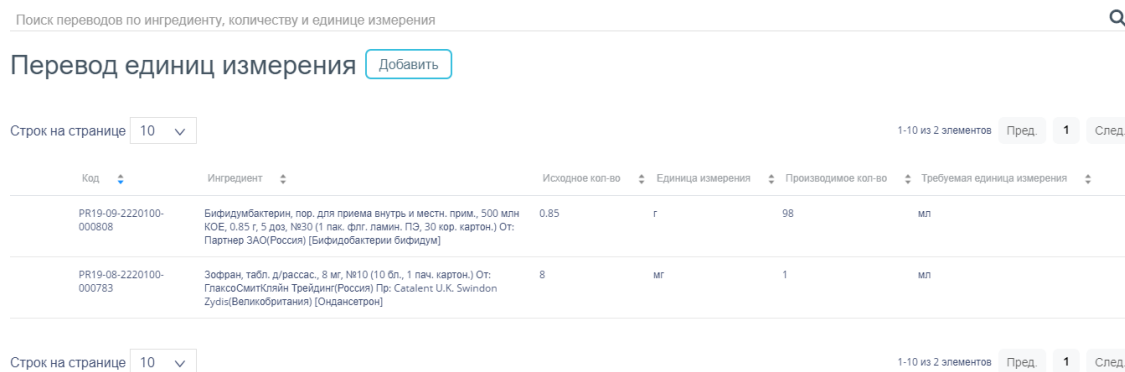 Поиск переводов по ингредиенту, количеству и единице измерения
Перевод единиц измерения Добавить
Строк на странице 10 1-10 из 2 элементов Пред. 1 След.
Код Ингредиент Исходное кол-во Единица измерения Производимое кол-во Требуемая единица измерения
PR19-09-2220100- Бифидумбактерин, пор. для приема внутрь и местн. прим., 500 млн 0.85 г 98 мл
000808 КОЕ, 0.85 г, 5 доз, №30 (1 пак. флг. ламин. ПЭ, 30 кор. картон.) От:
Партнер ЗАО(Россия) [Бифидобактерии бифидум]
PR19-08-2220100- Зофран, табл. д/рассас., 8 мг, №10 (10 бл., 1 пач. картон.) От: 8 мг 1 мл
000783 ГлаксоСмитКляйн Трейдинг(Россия) Пр: Catalent U.K. Swindon
Zydis(Великобритания) [Ондансетрон]
Строк на странице 10 1-10 из 2 элементов Пред. 1 След.